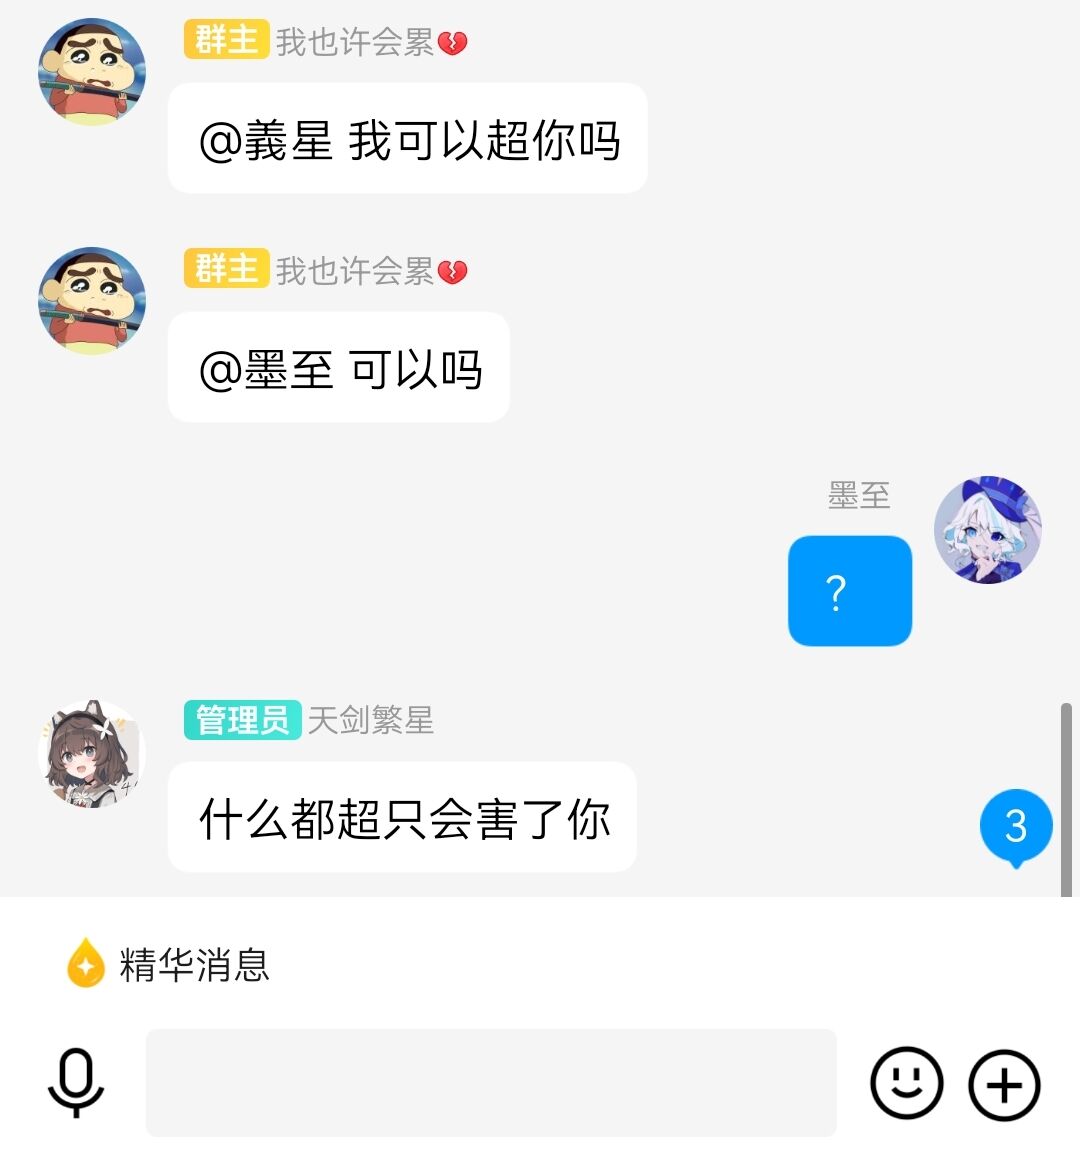 群主 我也许会累💔
@義星 我可以超你吗
群主 我也许会累💔
@墨至 可以吗
墨至
？
管理员 天剑繁星
什么都超只会害了你
3
精华消息